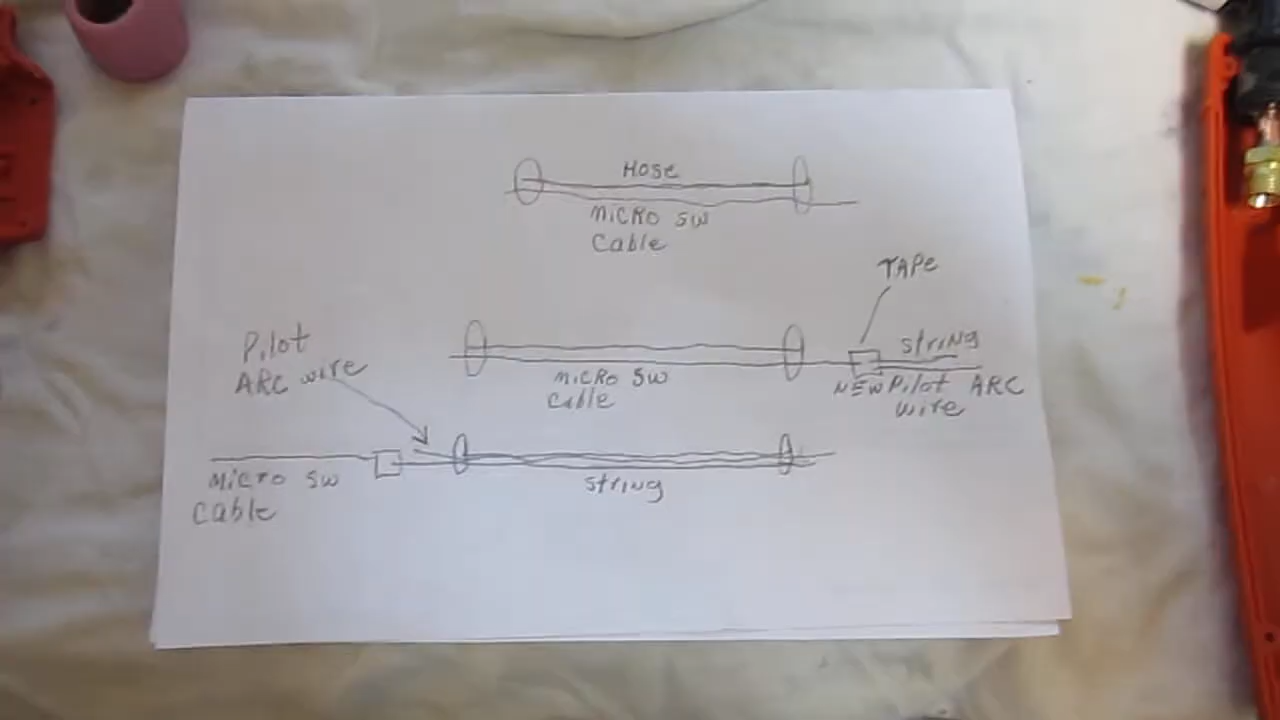 Hose
Micro SW
Cable
TAPe
Pilot
ARC wire
String
Micro SW
Cable
NEW Pilot ARC
wire
Micro SW
Cable
String